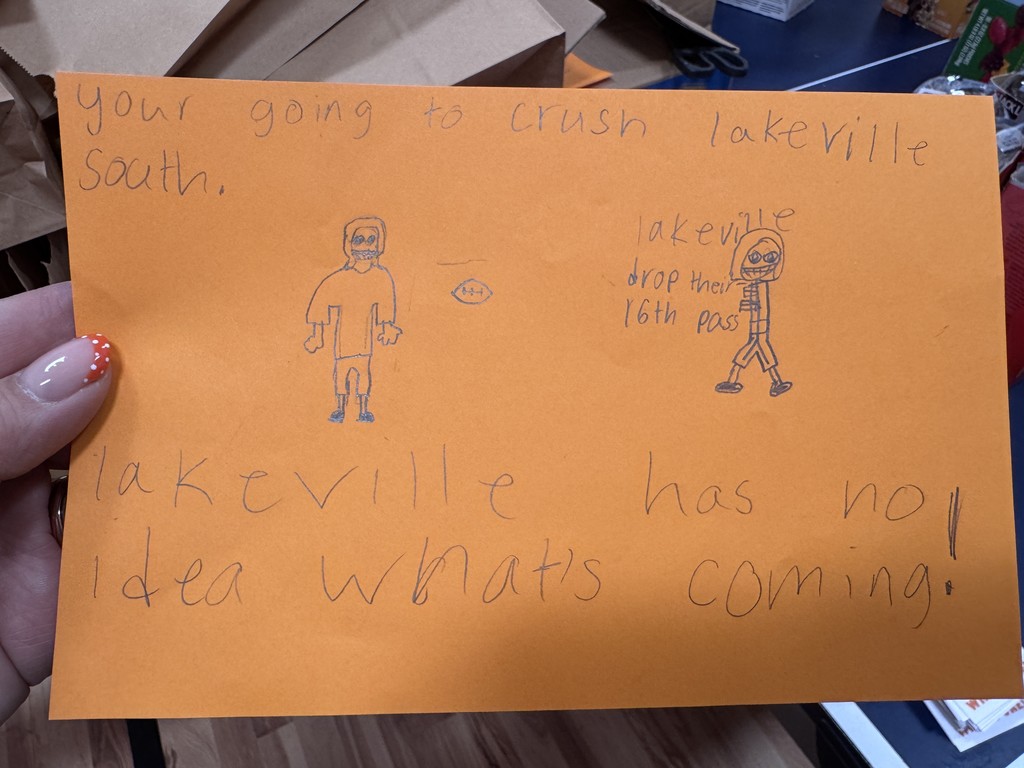 your going to crush lakeville
south.
lakeville
drop their
16th pass
lakeville has no
idea what's coming!